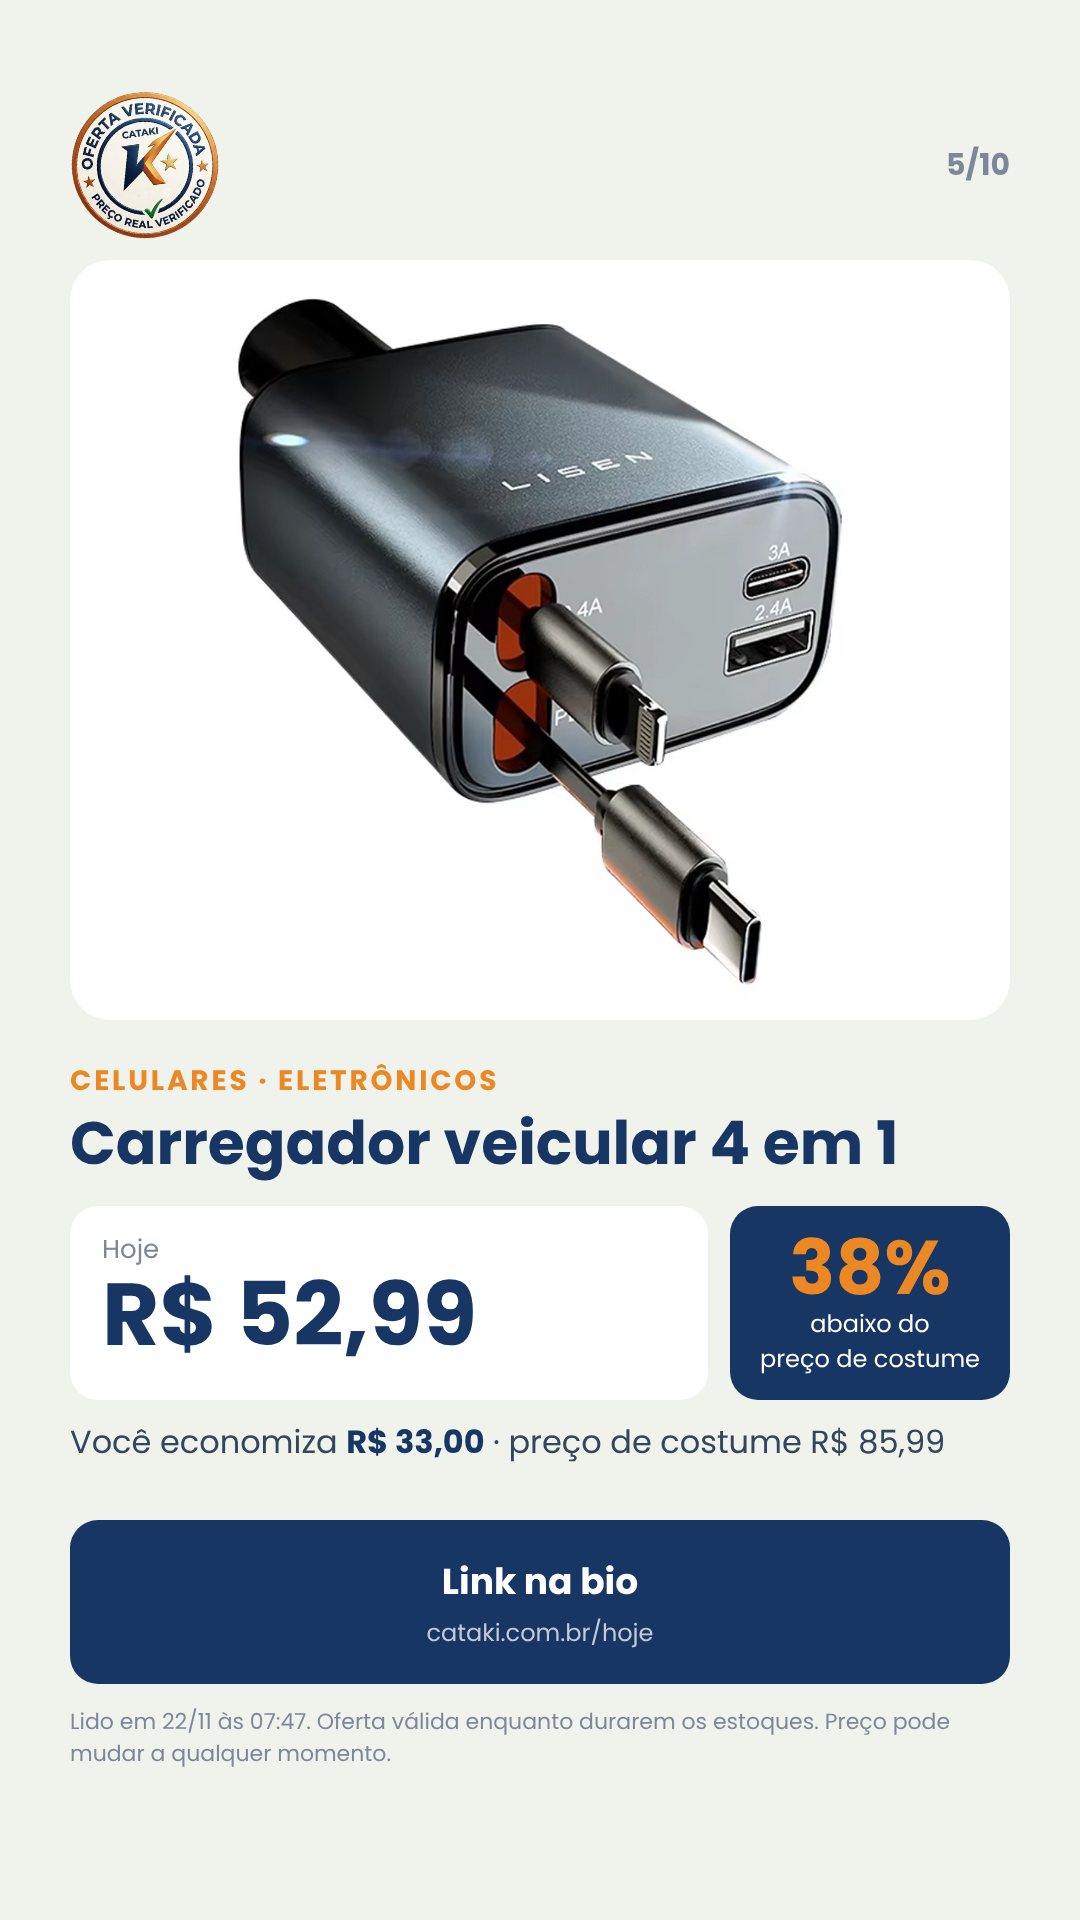 OFERTA VERIFICADA
CATAKI
K
PREÇO REAL VERIFICADO
5/10
LISEN
3A
.4A
2.4A
CELULARES · ELETRÔNICOS
Carregador veicular 4 em 1
Hoje
R$ 52,99
38%
abaixo do
preço de costume
Você economiza R$ 33,00 · preço de costume R$ 85,99
Link na bio
cataki.com.br/hoje
Lido em 22/11 às 07:47. Oferta válida enquanto durarem os estoques. Preço pode
mudar a qualquer momento.